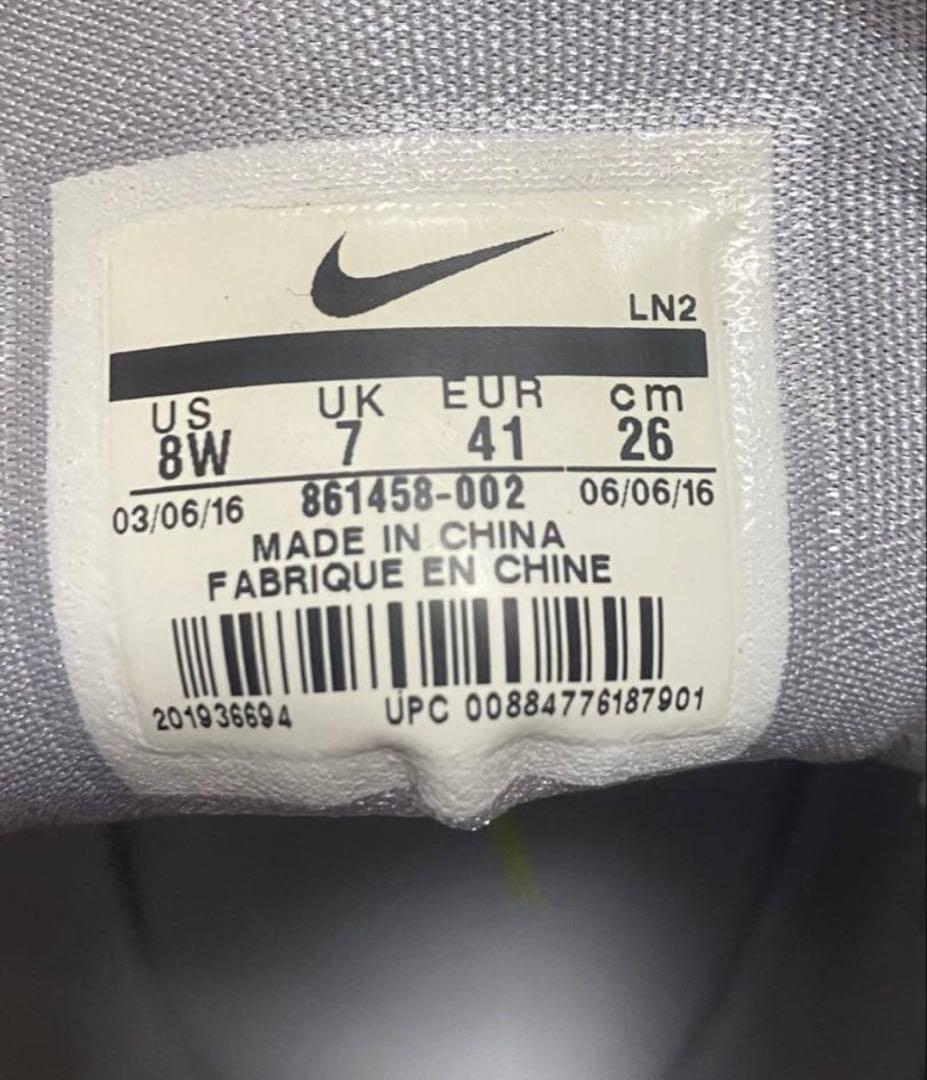 LN2
US UK EUR cm
8W 7 41 26
03/06/16 861458-002 06/06/16
MADE IN CHINA
FABRIQUE EN CHINE
201936694 UPC 00884776187901